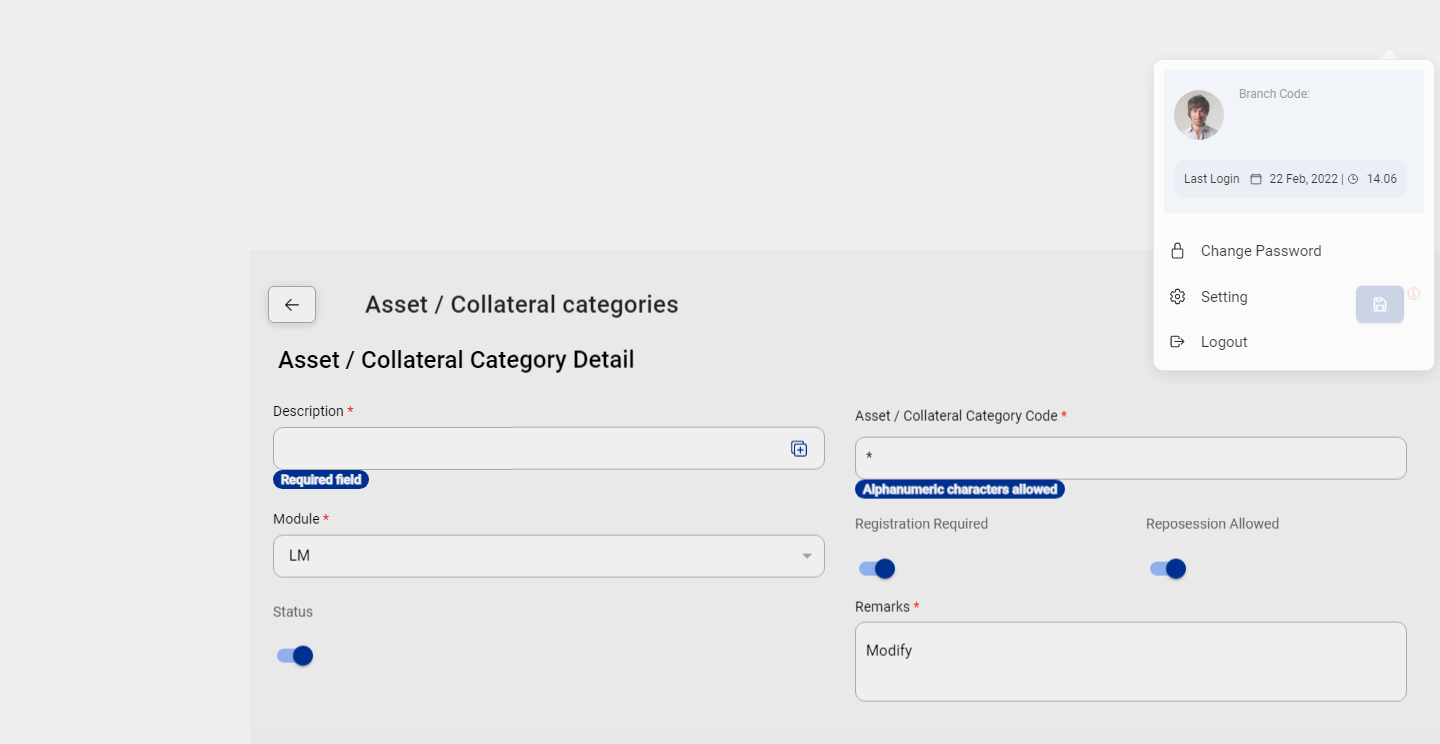 Branch Code:
Last Login 22 Feb, 2022 | 14.06
Change Password
Setting
Logout
Asset / Collateral categories
Asset / Collateral Category Detail
Description *
Required field
Asset / Collateral Category Code *
*
Alphanumeric characters allowed
Module *
LM
Registration Required
Reposession Allowed
Status
Remarks *
Modify